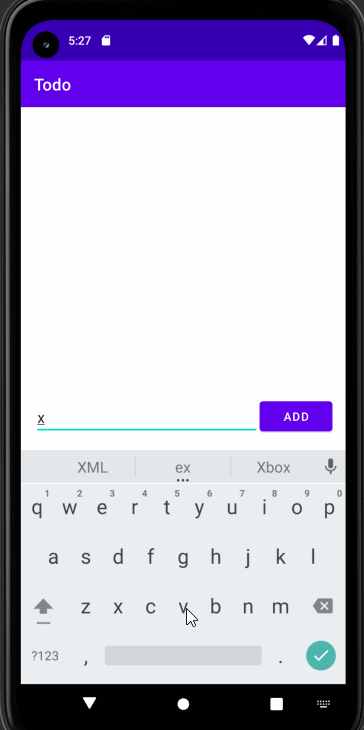 5:27
Todo
x
ADD
XML ex Xbox
1 2 3 4 5 6 7 8 9 0
q w e r t y u i o p
a s d f g h j k l
z x c v b n m
?123 , .